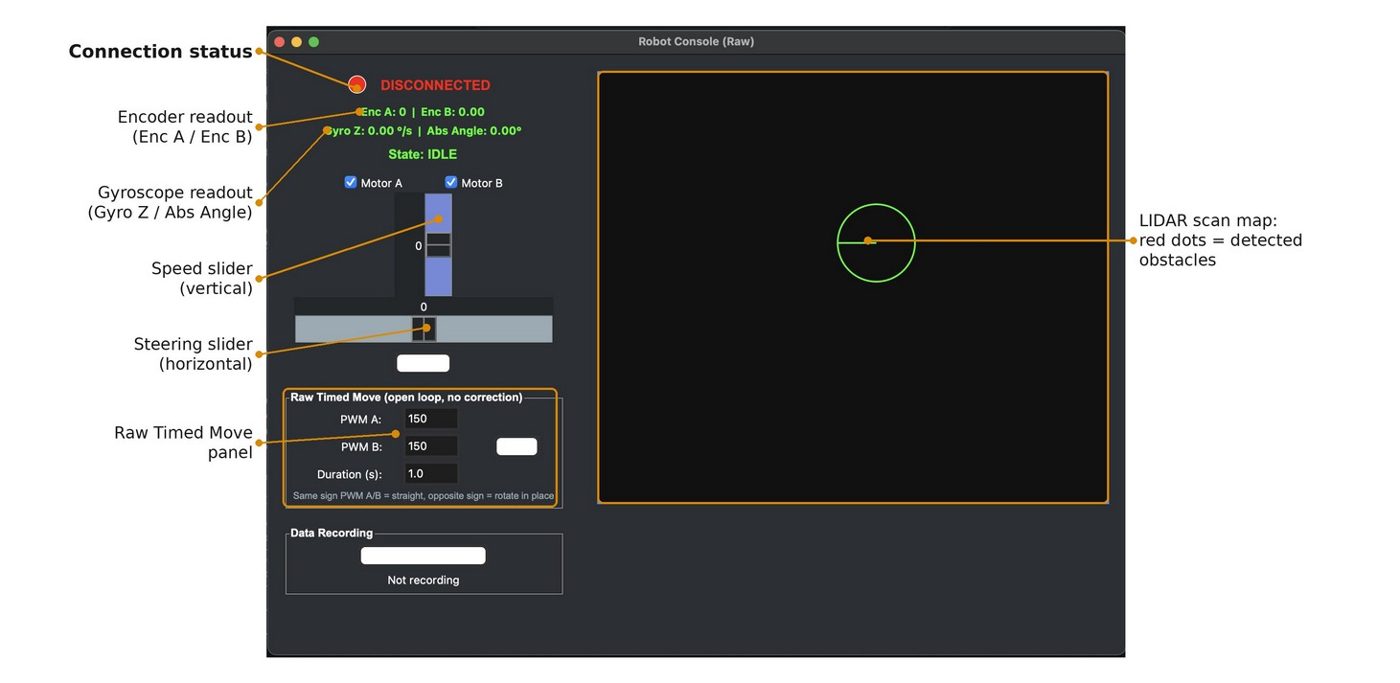 Robot Console (Raw)
Connection status
DISCONNECTED
Encoder readout
(Enc A / Enc B)
Enc A: 0 | Enc B: 0.00
Gyro Z: 0.00 °/s | Abs Angle: 0.00°
State: IDLE
Gyroscope readout
(Gyro Z / Abs Angle)
Motor A
Motor B
Speed slider
(vertical)
0
0
Steering slider
(horizontal)
Raw Timed Move (open loop, no correction)
PWM A:
150
Raw Timed Move
panel
PWM B:
150
Duration (s):
1.0
Same sign PWM A/B = straight, opposite sign = rotate in place
Data Recording
Not recording
LIDAR scan map:
red dots = detected
obstacles